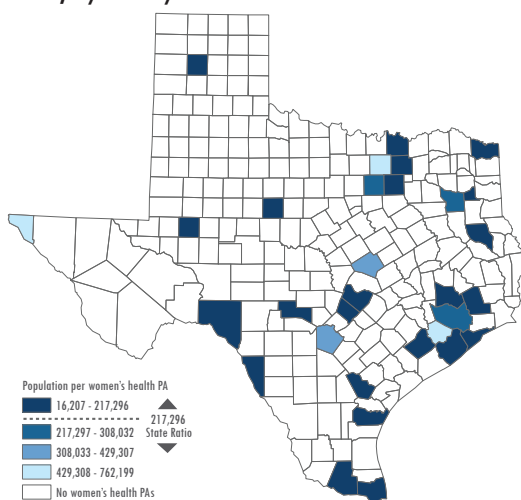 Population per women's health PA
16,207 - 217,296
217,297 - 308,032
308,033 - 429,307
429,308 - 762,199
No women's health PAs
217,296
State Ratio